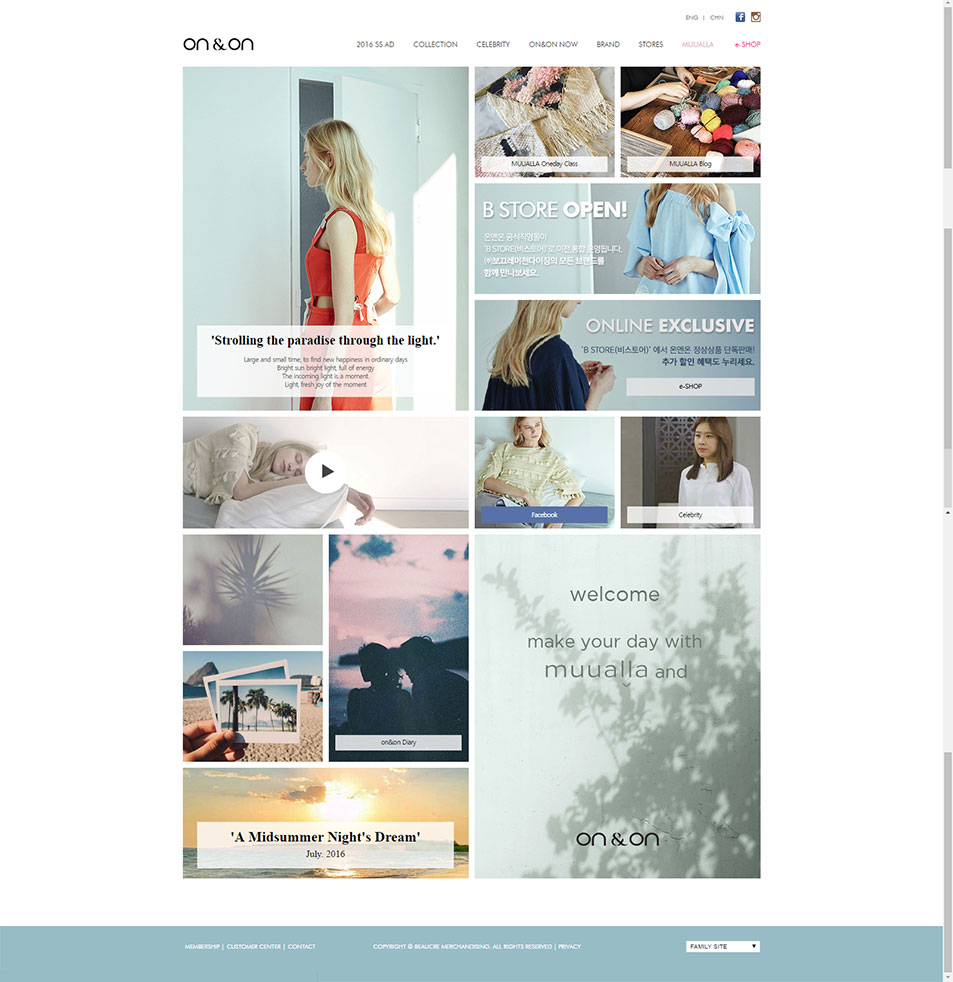 ENG | CHN
on & on
2016 SS AD COLLECTION CELEBRITY ON&ON NOW BRAND STORES MUUALLA e-SHOP
MUUALLA Oneday Class
MUUALLA Blog
B STORE OPEN!
온앤온 공식직영몰이
'B STORE(비스토어)'로 이전,통합 운영됩니다.
㈜보끄레머천다이징의 모든 브랜드를
함께 만나보세요.
'Strolling the paradise through the light.'
Large and small time, to find new happiness in ordinary days
Bright sun bright light, full of energy
The incoming light is a moment.
Light, fresh joy of the moment
ONLINE EXCLUSIVE
'B STORE(비스토어)' 에서 온앤온 정상상품 단독판매!
추가 할인 혜택도 누리세요.
e-SHOP
Facebook
Celebrity
on&on Diary
welcome
make your day with
muualla and
on & on
'A Midsummer Night's Dream'
July. 2016
MEMBERSHIP | CUSTOMER CENTER | CONTACT
COPYRIGHT © BEAUCRE MERCHANDISING. ALL RIGHTS RESERVED | PRIVACY
FAMILY SITE